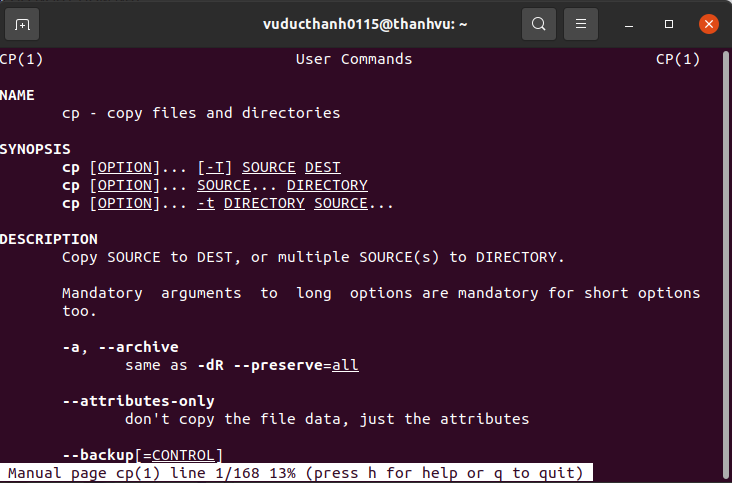 vuducthanh0115@thanhvu: ~
CP(1) User Commands CP(1)
NAME
cp - copy files and directories
SYNOPSIS
cp [OPTION]... [-T] SOURCE DEST
cp [OPTION]... SOURCE... DIRECTORY
cp [OPTION]... -t DIRECTORY SOURCE...
DESCRIPTION
Copy SOURCE to DEST, or multiple SOURCE(s) to DIRECTORY.
Mandatory arguments to long options are mandatory for short options
too.
-a, --archive
same as -dR --preserve=all
--attributes-only
don't copy the file data, just the attributes
--backup[=CONTROL]
Manual page cp(1) line 1/168 13% (press h for help or q to quit)